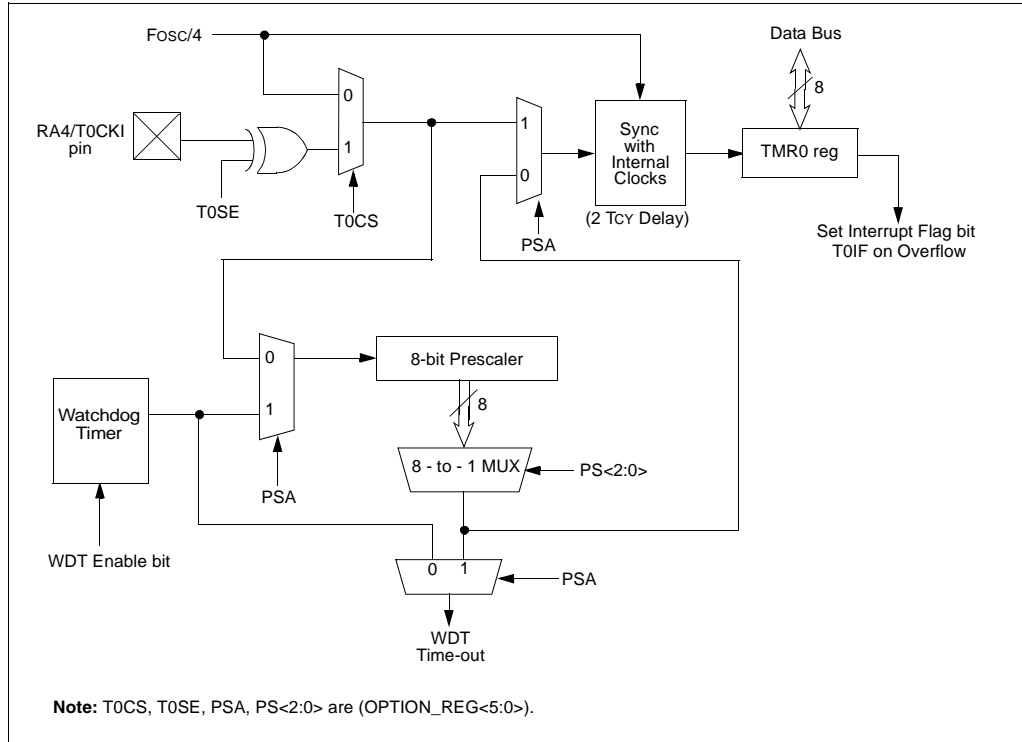 FOSC/4
Data Bus
8
0
1
RA4/T0CKI
pin
T0SE
T0CS
1
0
PSA
Sync
with
Internal
Clocks
(2 TCY Delay)
TMR0 reg
Set Interrupt Flag bit
T0IF on Overflow
0
1
PSA
8-bit Prescaler
8
Watchdog
Timer
WDT Enable bit
8 - to - 1 MUX
PS<2:0>
0 1
PSA
WDT
Time-out
Note: T0CS, T0SE, PSA, PS<2:0> are (OPTION_REG<5:0>).